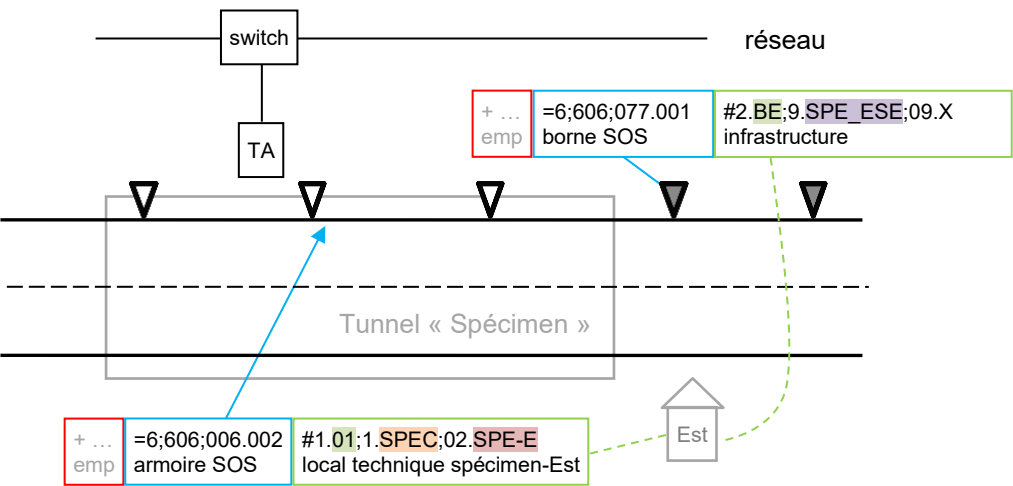 switch
réseau
+ … =6;606;077.001 #2.BE;9.SPE_ESE;09.X
emp borne SOS infrastructure
TA
Tunnel « Spécimen »
Est
+ … =6;606;006.002 #1.01;1.SPEC;02.SPE-E
emp armoire SOS local technique spécimen-Est